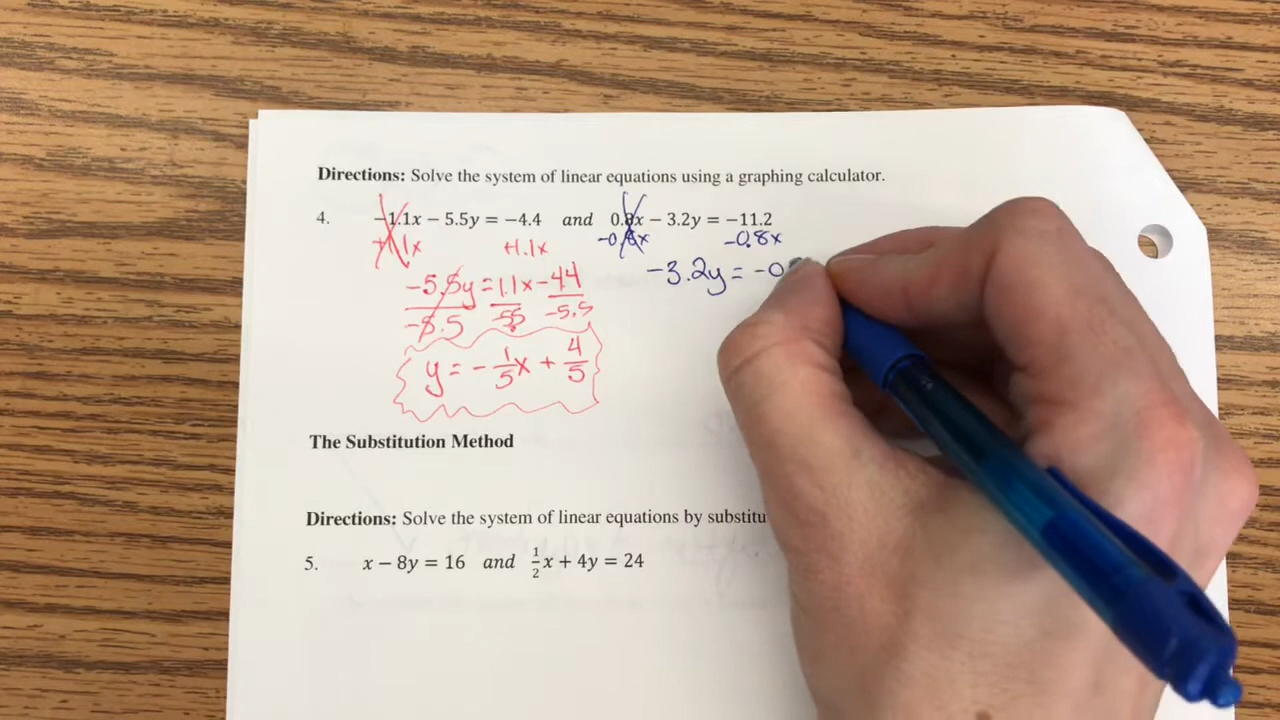 Directions: Solve the system of linear equations using a graphing calculator.
4. −1.1x − 5.5y = −4.4 and 0.8x − 3.2y = −11.2
+1.1x +1.1x −0.8x −0.8x
−5.5y = 1.1x − 44 −3.2y = −0
−5.5 −5.5 −5.5
y = −1/5x + 4/5
The Substitution Method
Directions: Solve the system of linear equations by substitu
5. x − 8y = 16 and 1/2x + 4y = 24